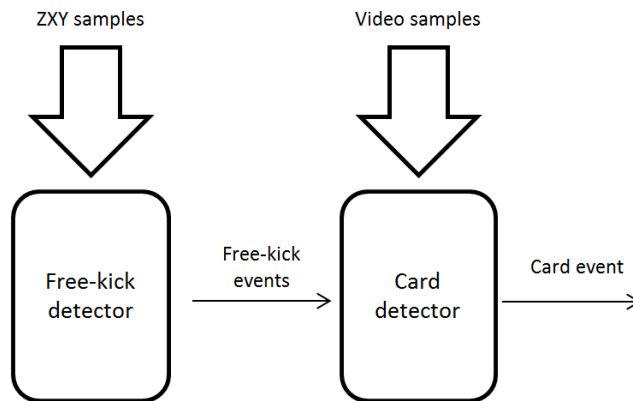 ZXY samples
Video samples
Free-kick
detector
Free-kick
events
Card
detector
Card event